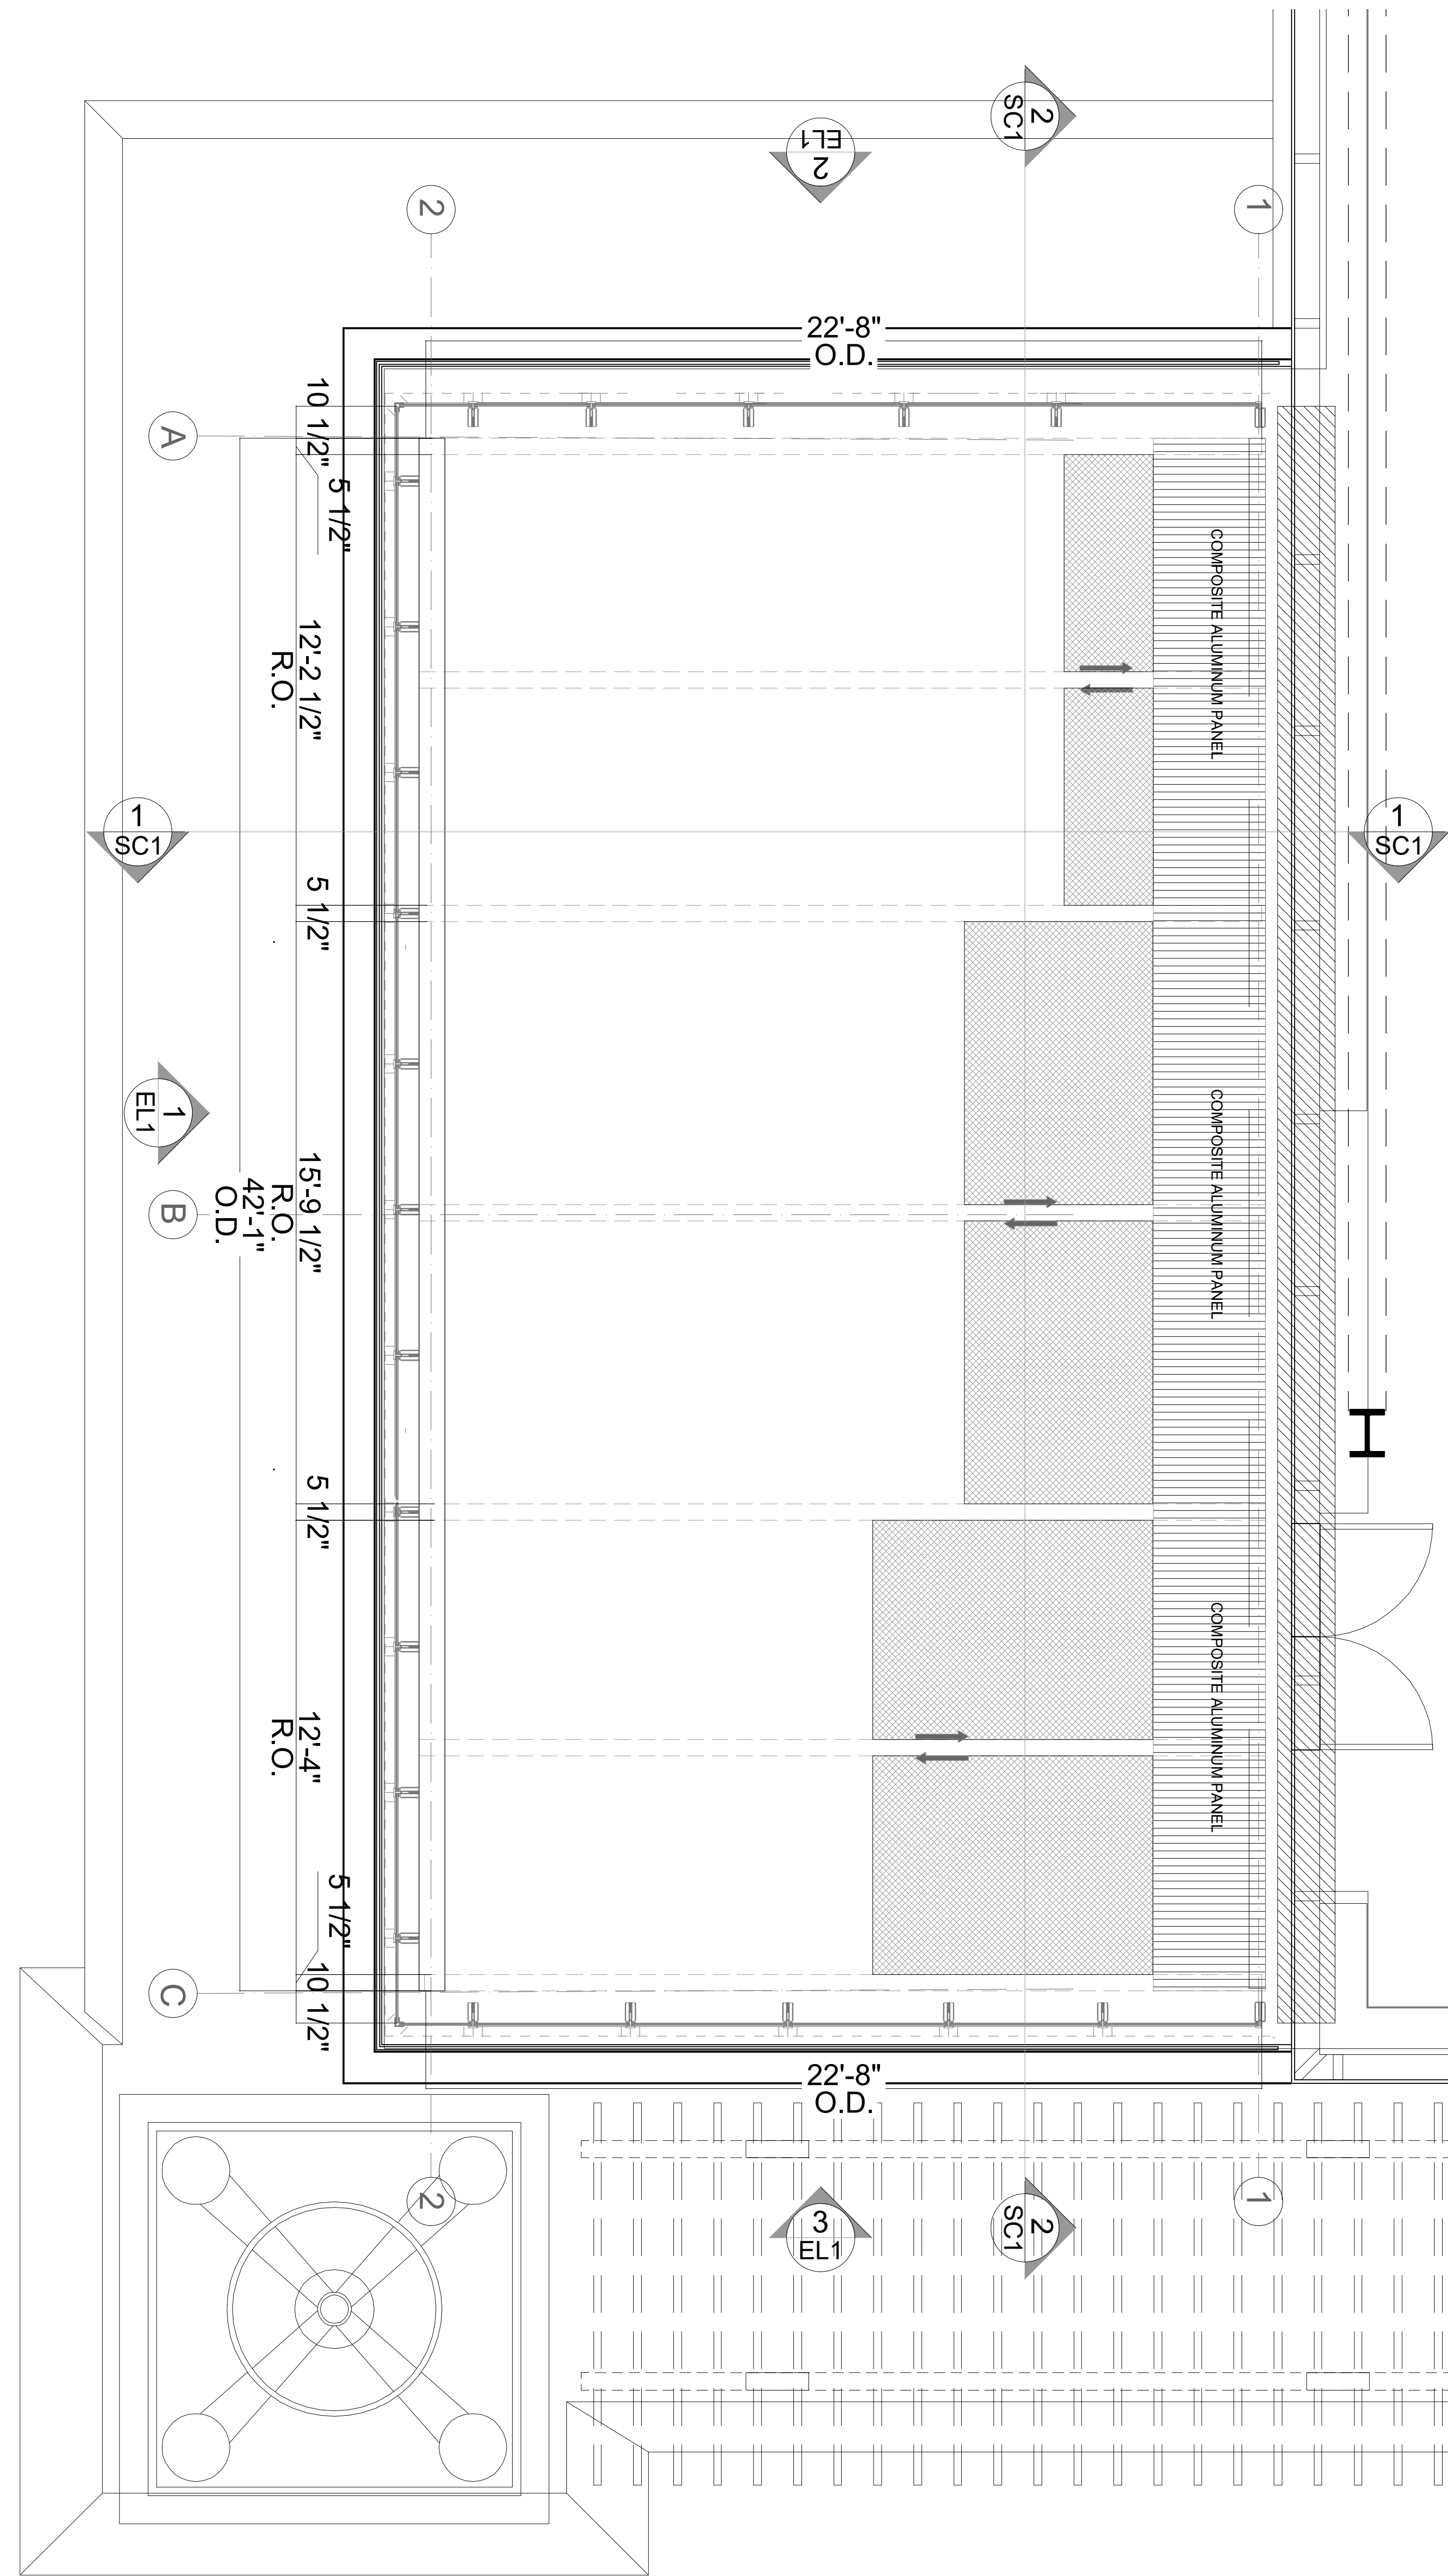 2
SC1
2
EL1
2
1
22'-8"
O.D.
10 1/2"
A
5 1/2"
COMPOSITE ALUMINUM PANEL
12'-2 1/2"
R.O.
1
SC1
1
SC1
5 1/2"
1
EL1
COMPOSITE ALUMINUM PANEL
15'-9 1/2"
R.O.
42'-1"
O.D.
B
5 1/2"
COMPOSITE ALUMINUM PANEL
12'-4"
R.O.
5 1/2"
C
10 1/2"
22'-8"
O.D.
2
1
3
EL1
2
SC1